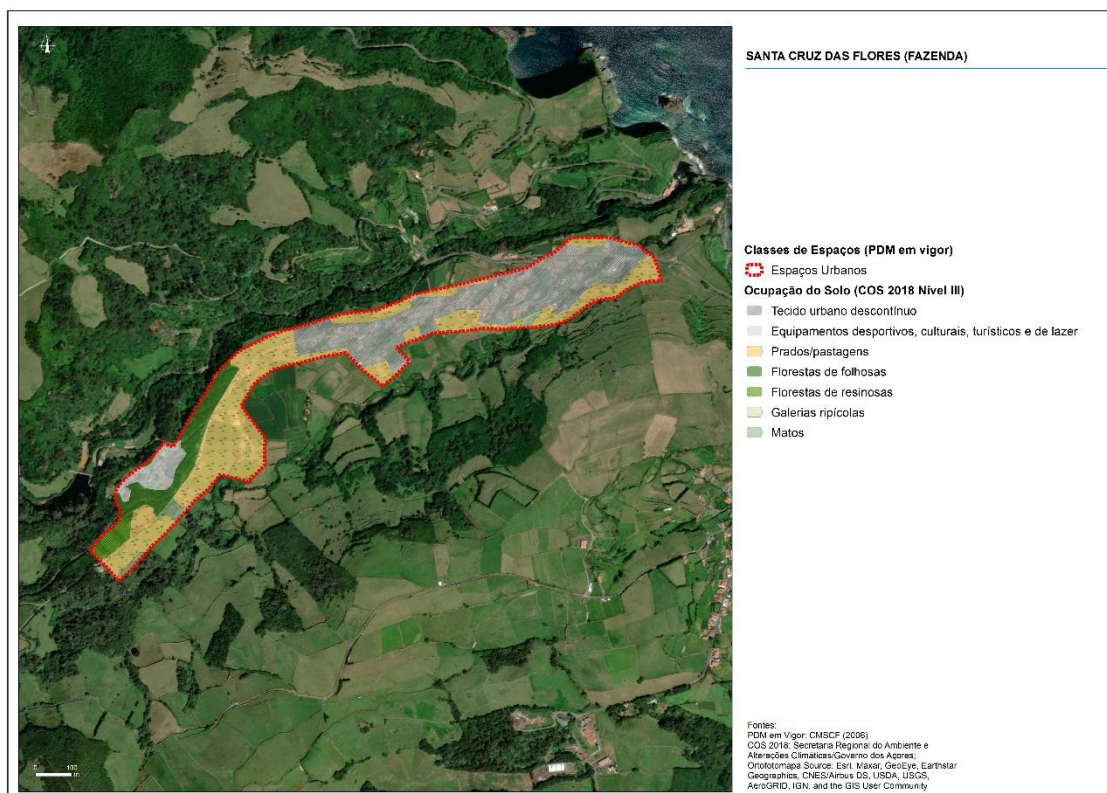 SANTA CRUZ DAS FLORES (FAZENDA)
Classes de Espaços (PDM em vigor)
Espaços Urbanos
Ocupação do Solo (COS 2018 Nível III)
Tecido urbano descontínuo
Equipamentos desportivos, culturais, turísticos e de lazer
Prados/pastagens
Florestas de folhosas
Florestas de resinosas
Galerias ripícolas
Matos
0 100
m
Fontes:
PDM em Vigor: CMSCF (2006)
COS 2018: Secretaria Regional do Ambiente e
Alterações Climáticas/Governo dos Açores;
Ortofotomapa Source: Esri, Maxar, GeoEye, Earthstar
Geographics, CNES/Airbus DS, USDA, USGS,
AeroGRID, IGN, and the GIS User Community